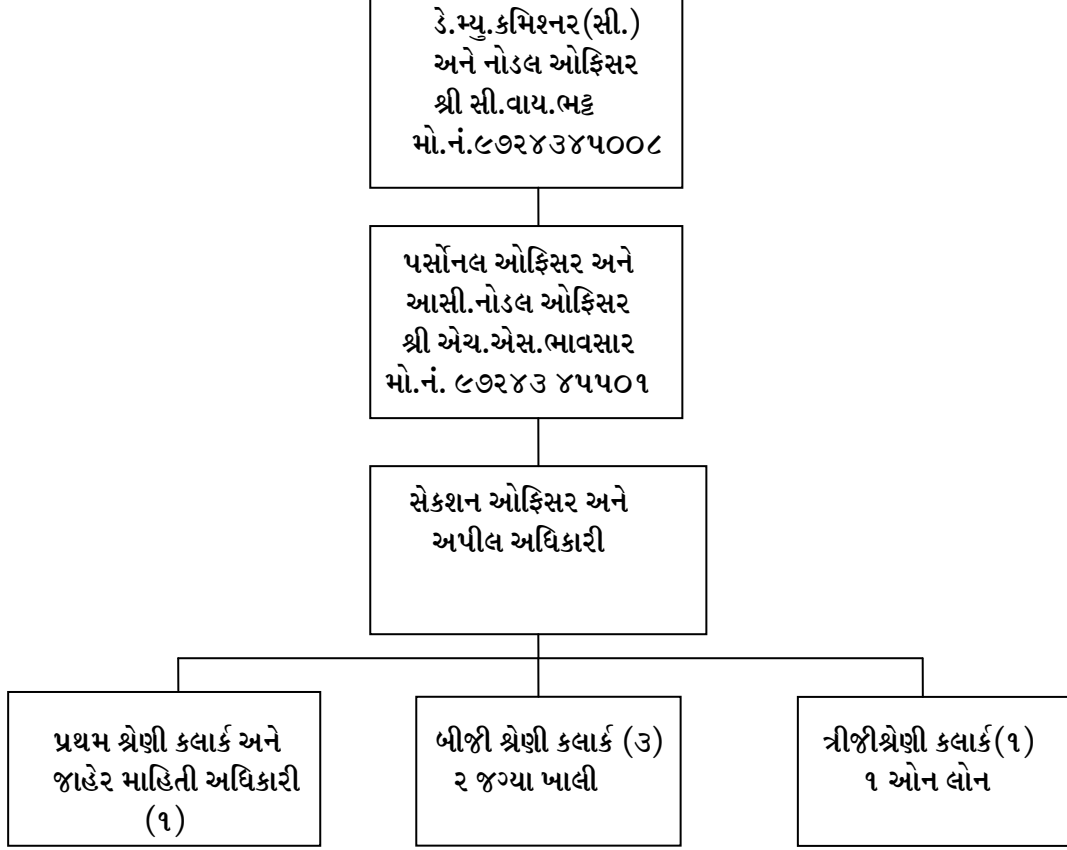 ડે.મ્યુ.કમિશ્નર(સી.)
અને નોડલ ઓફિસર
શ્રી સી.વાય.ભટ્ટ
મો.નં.૯૭૨૪૩૪૫૦૦૮
પર્સોનલ ઓફિસર અને
આસી.નોડલ ઓફિસર
શ્રી એચ.એસ.ભાવસાર
મો.નં. ૯૭૨૪૩ ૪૫૫૦૧
સેકશન ઓફિસર અને
અપીલ અધિકારી
પ્રથમ શ્રેણી કલાર્ક અને
જાહેર માહિતી અધિકારી
(૧)
બીજી શ્રેણી કલાર્ક (૩)
૨ જગ્યા ખાલી
ત્રીજીશ્રેણી કલાર્ક(૧)
૧ ઓન લોન